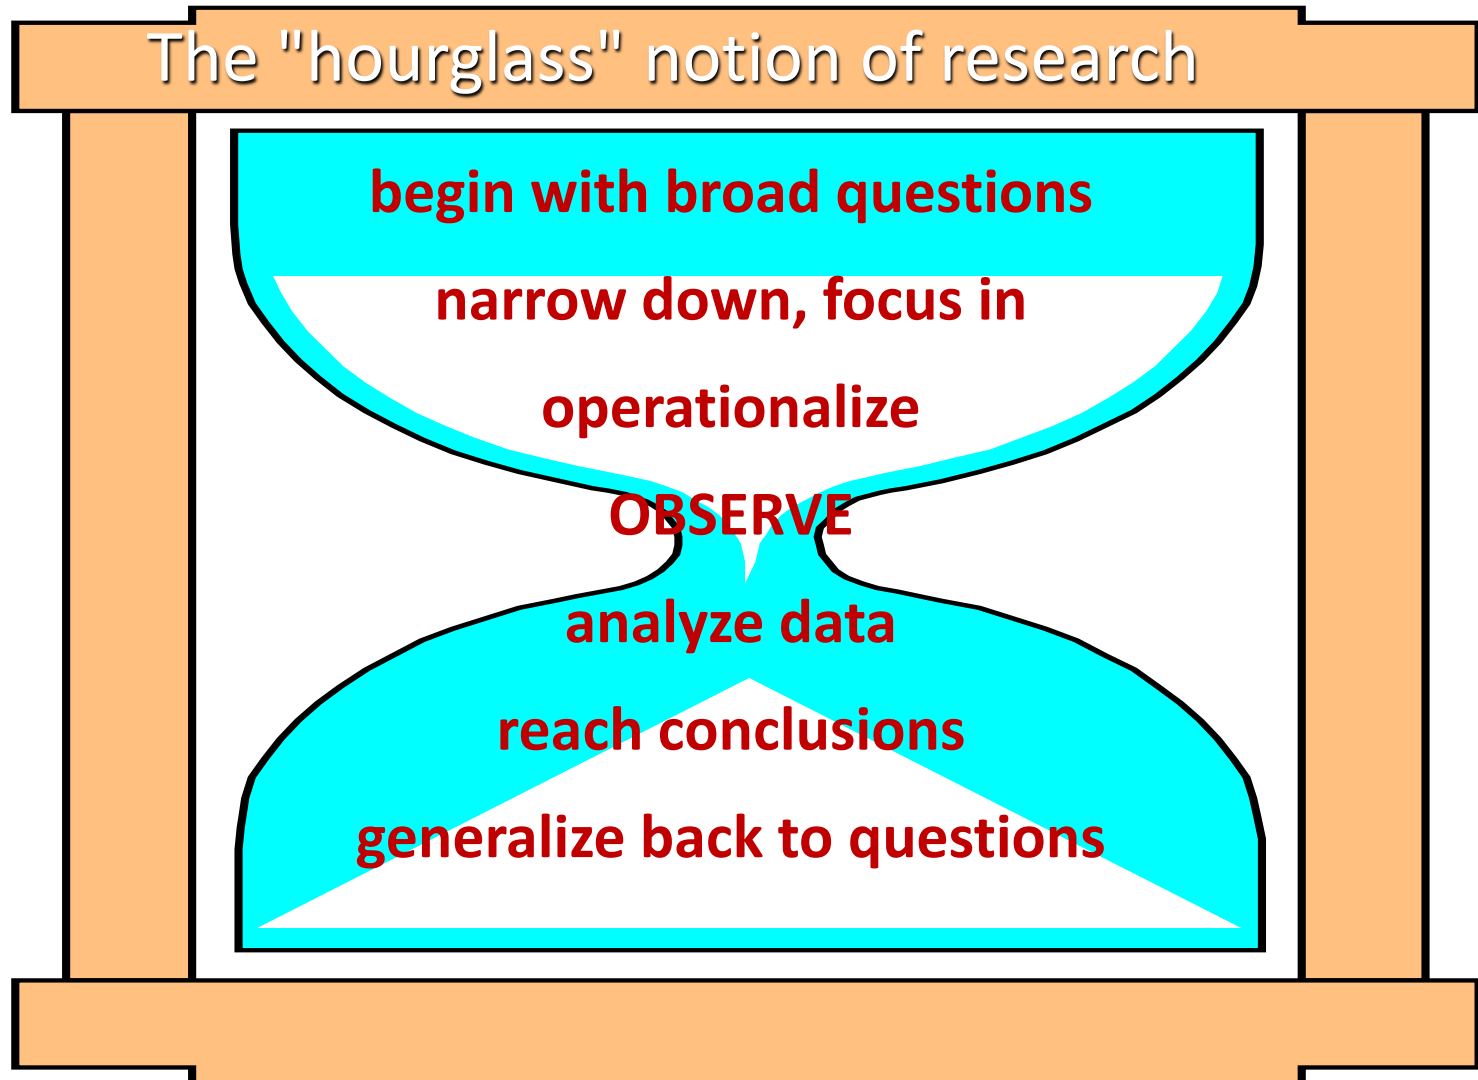 The "hourglass" notion of research
begin with broad questions
narrow down, focus in
operationalize
OBSERVE
analyze data
reach conclusions
generalize back to questions